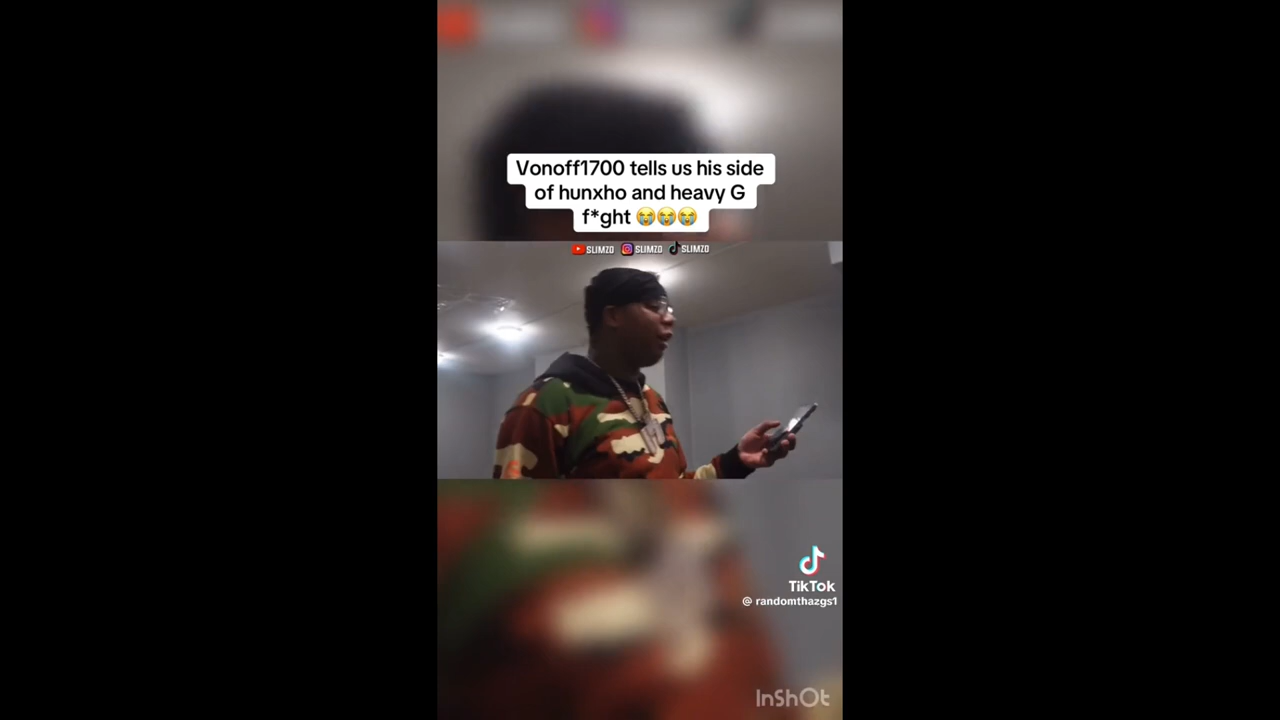 Vonoff1700 tells us his side
of hunxho and heavy G
f*ght 😭😭😭
SLIMZO SLIMZO SLIMZO
TikTok
@ randomthazgs1
InShOt